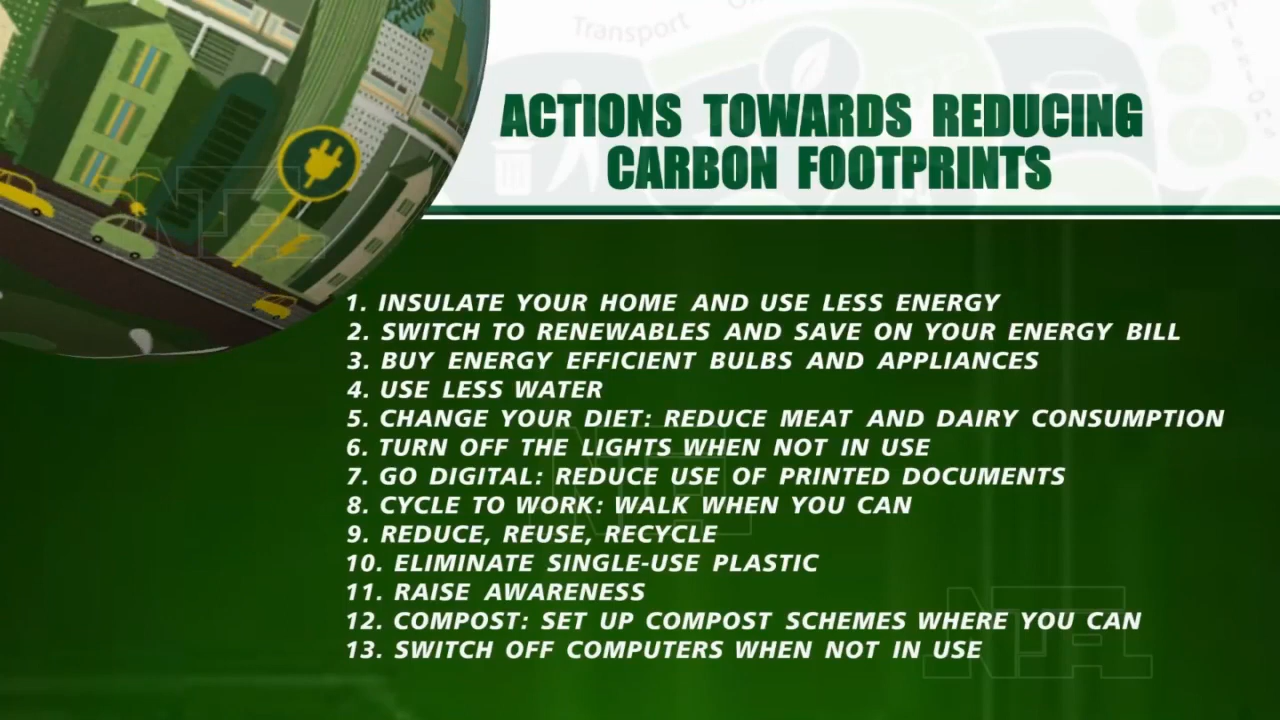 Transport
ACTIONS TOWARDS REDUCING
CARBON FOOTPRINTS
1. INSULATE YOUR HOME AND USE LESS ENERGY
2. SWITCH TO RENEWABLES AND SAVE ON YOUR ENERGY BILL
3. BUY ENERGY EFFICIENT BULBS AND APPLIANCES
4. USE LESS WATER
5. CHANGE YOUR DIET: REDUCE MEAT AND DAIRY CONSUMPTION
6. TURN OFF THE LIGHTS WHEN NOT IN USE
7. GO DIGITAL: REDUCE USE OF PRINTED DOCUMENTS
8. CYCLE TO WORK: WALK WHEN YOU CAN
9. REDUCE, REUSE, RECYCLE
10. ELIMINATE SINGLE-USE PLASTIC
11. RAISE AWARENESS
12. COMPOST: SET UP COMPOST SCHEMES WHERE YOU CAN
13. SWITCH OFF COMPUTERS WHEN NOT IN USE
NTA
NTA
NTA